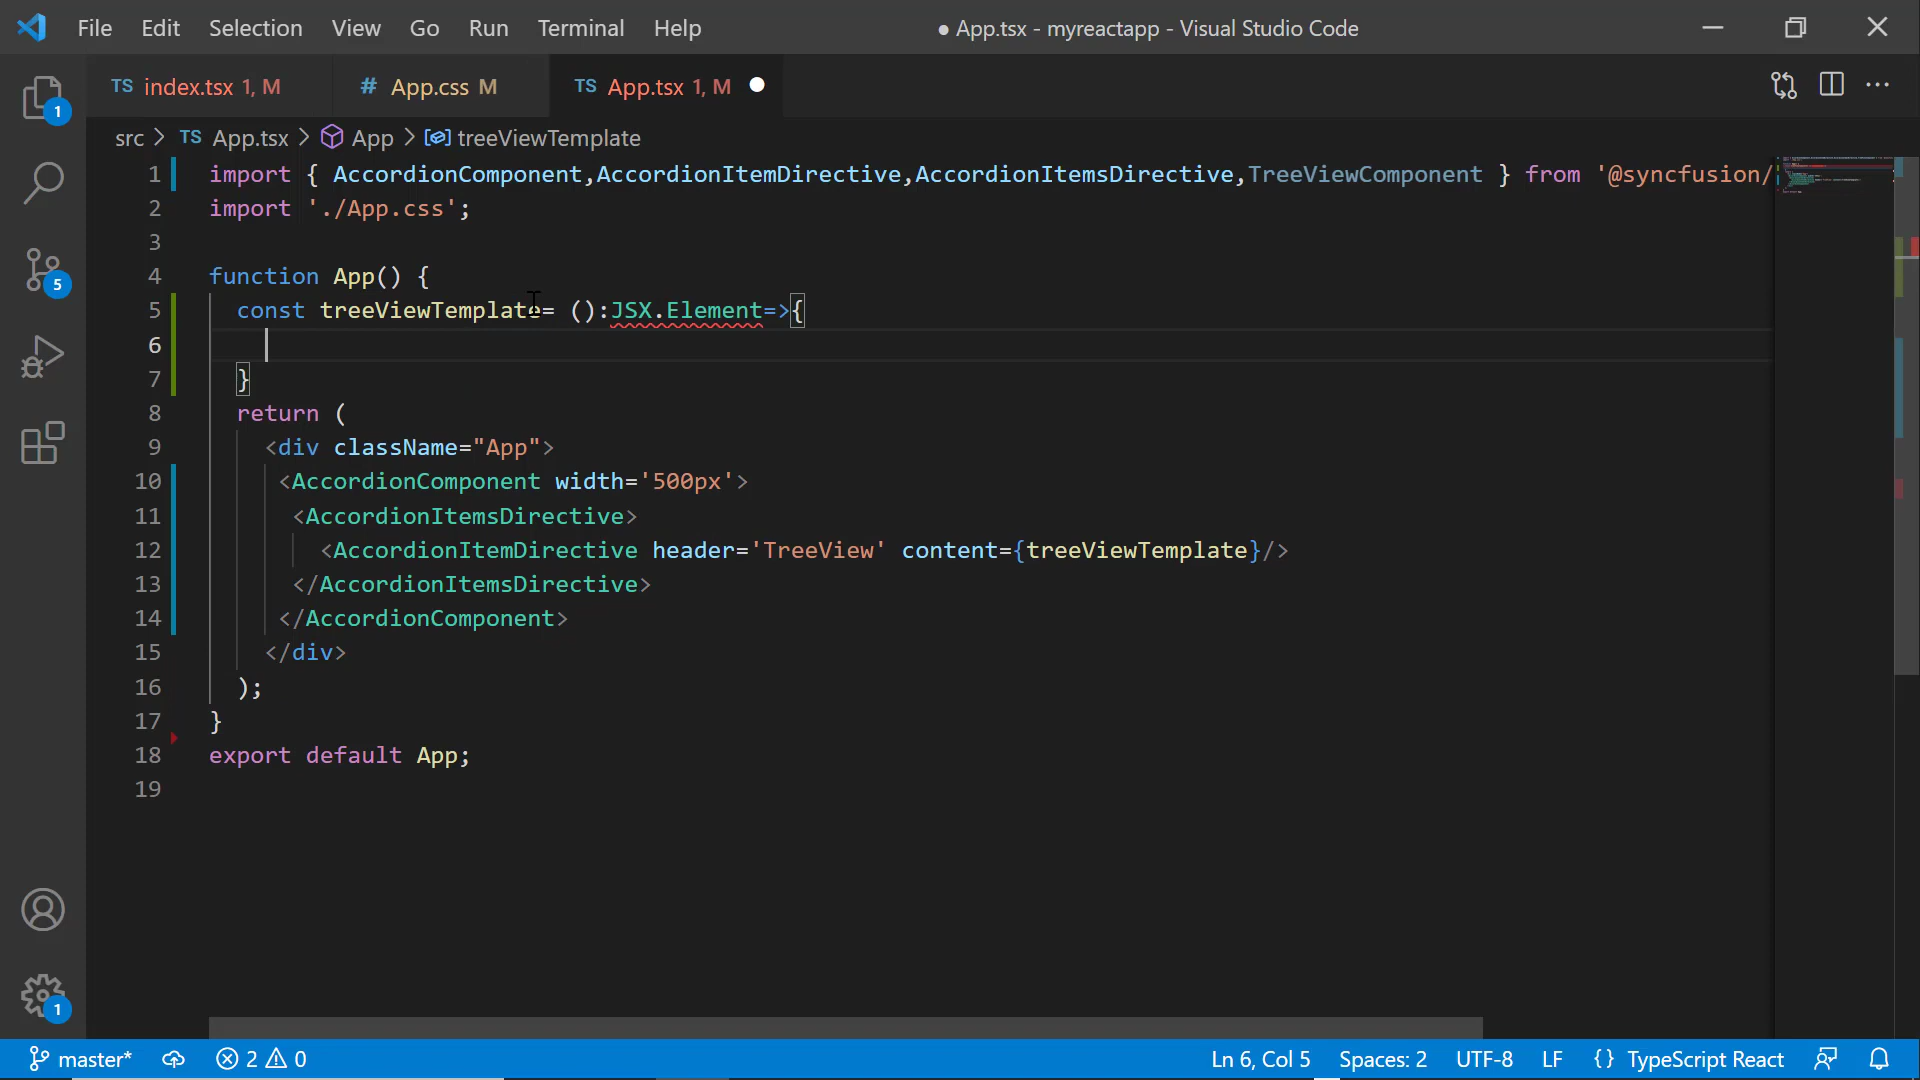 File Edit Selection View Go Run Terminal Help
● App.tsx - myreactapp - Visual Studio Code
TS index.tsx 1, M
# App.css M
TS App.tsx 1, M
src > TS App.tsx > App > treeViewTemplate
1 import { AccordionComponent,AccordionItemDirective,AccordionItemsDirective,TreeViewComponent } from '@syncfusion/
2 import './App.css';
3
4 function App() {
5 const treeViewTemplate= ():JSX.Element=>{
6
7 }
8 return (
9 <div className="App">
10 <AccordionComponent width='500px'>
11 <AccordionItemsDirective>
12 <AccordionItemDirective header='TreeView' content={treeViewTemplate}/>
13 </AccordionItemsDirective>
14 </AccordionComponent>
15 </div>
16 );
17 }
18 export default App;
19
1
5
1
master* 2 0
Ln 6, Col 5 Spaces: 2 UTF-8 LF {} TypeScript React